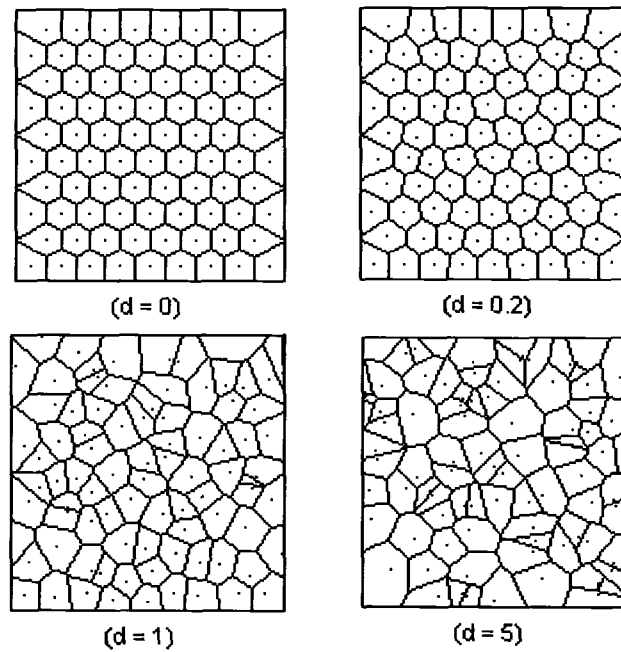 (d = 0)
(d = 0.2)
(d = 1)
(d = 5)